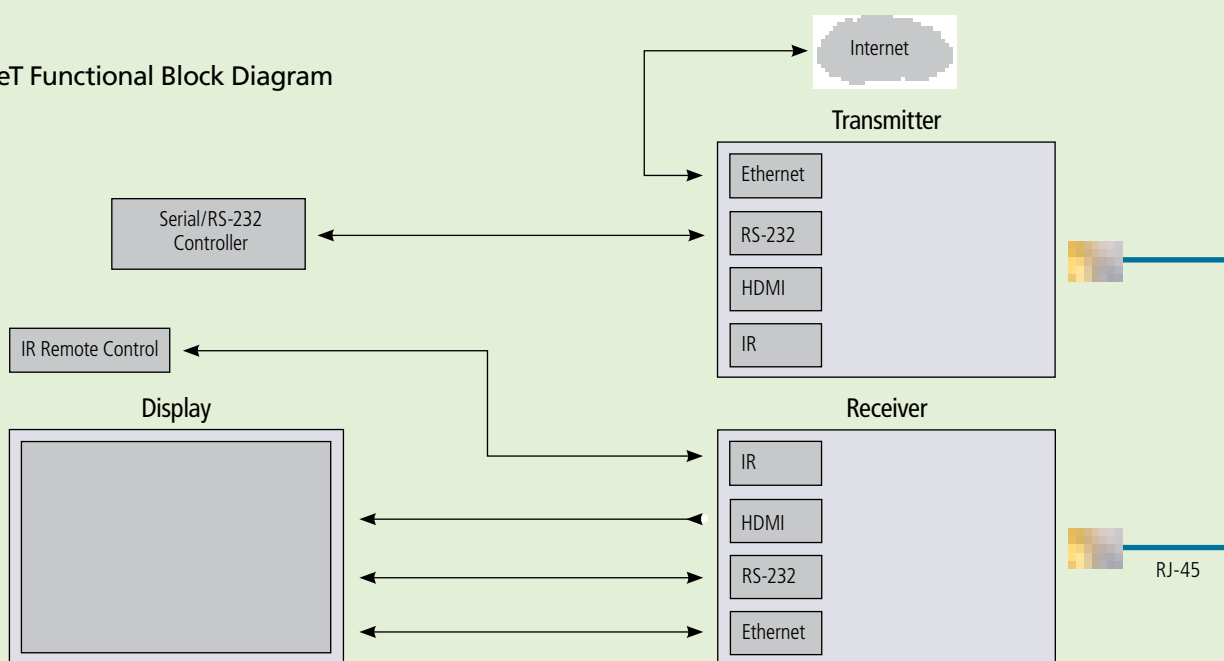 Internet
eT Functional Block Diagram
Transmitter
Ethernet
Serial/RS-232
Controller
RS-232
HDMI
IR
IR Remote Control
Display
Receiver
IR
HDMI
RS-232
RJ-45
Ethernet